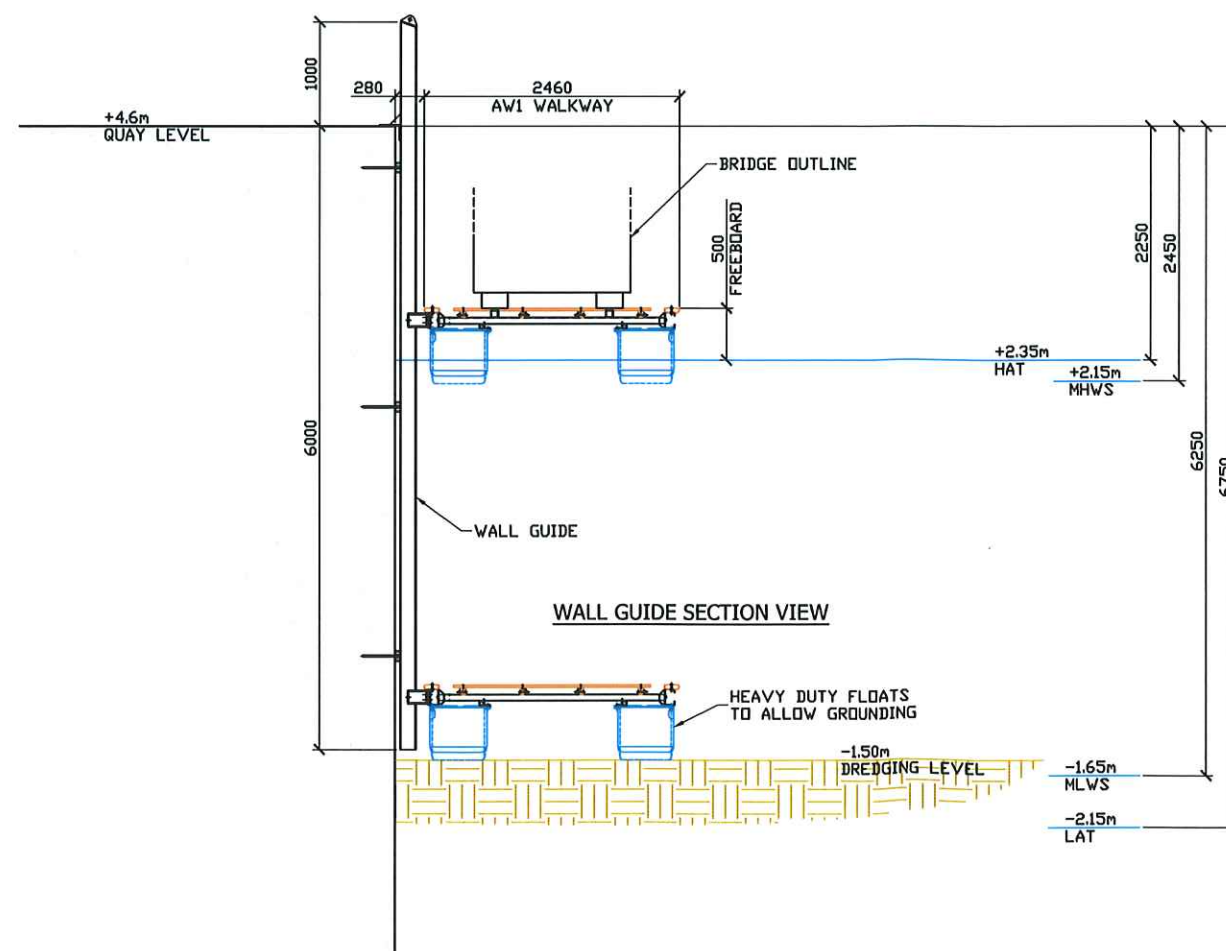 1000
280
2460
AW1 WALKWAY
+4.6m
QUAY LEVEL
BRIDGE OUTLINE
500
FREEBOARD
2250
2450
+2.35m
HAT
+2.15m
MHWS
6000
6250
6750
WALL GUIDE
WALL GUIDE SECTION VIEW
HEAVY DUTY FLOATS
TO ALLOW GROUNDING
-1.50m
DREDGING LEVEL
-1.65m
MLWS
-2.15m
LAT